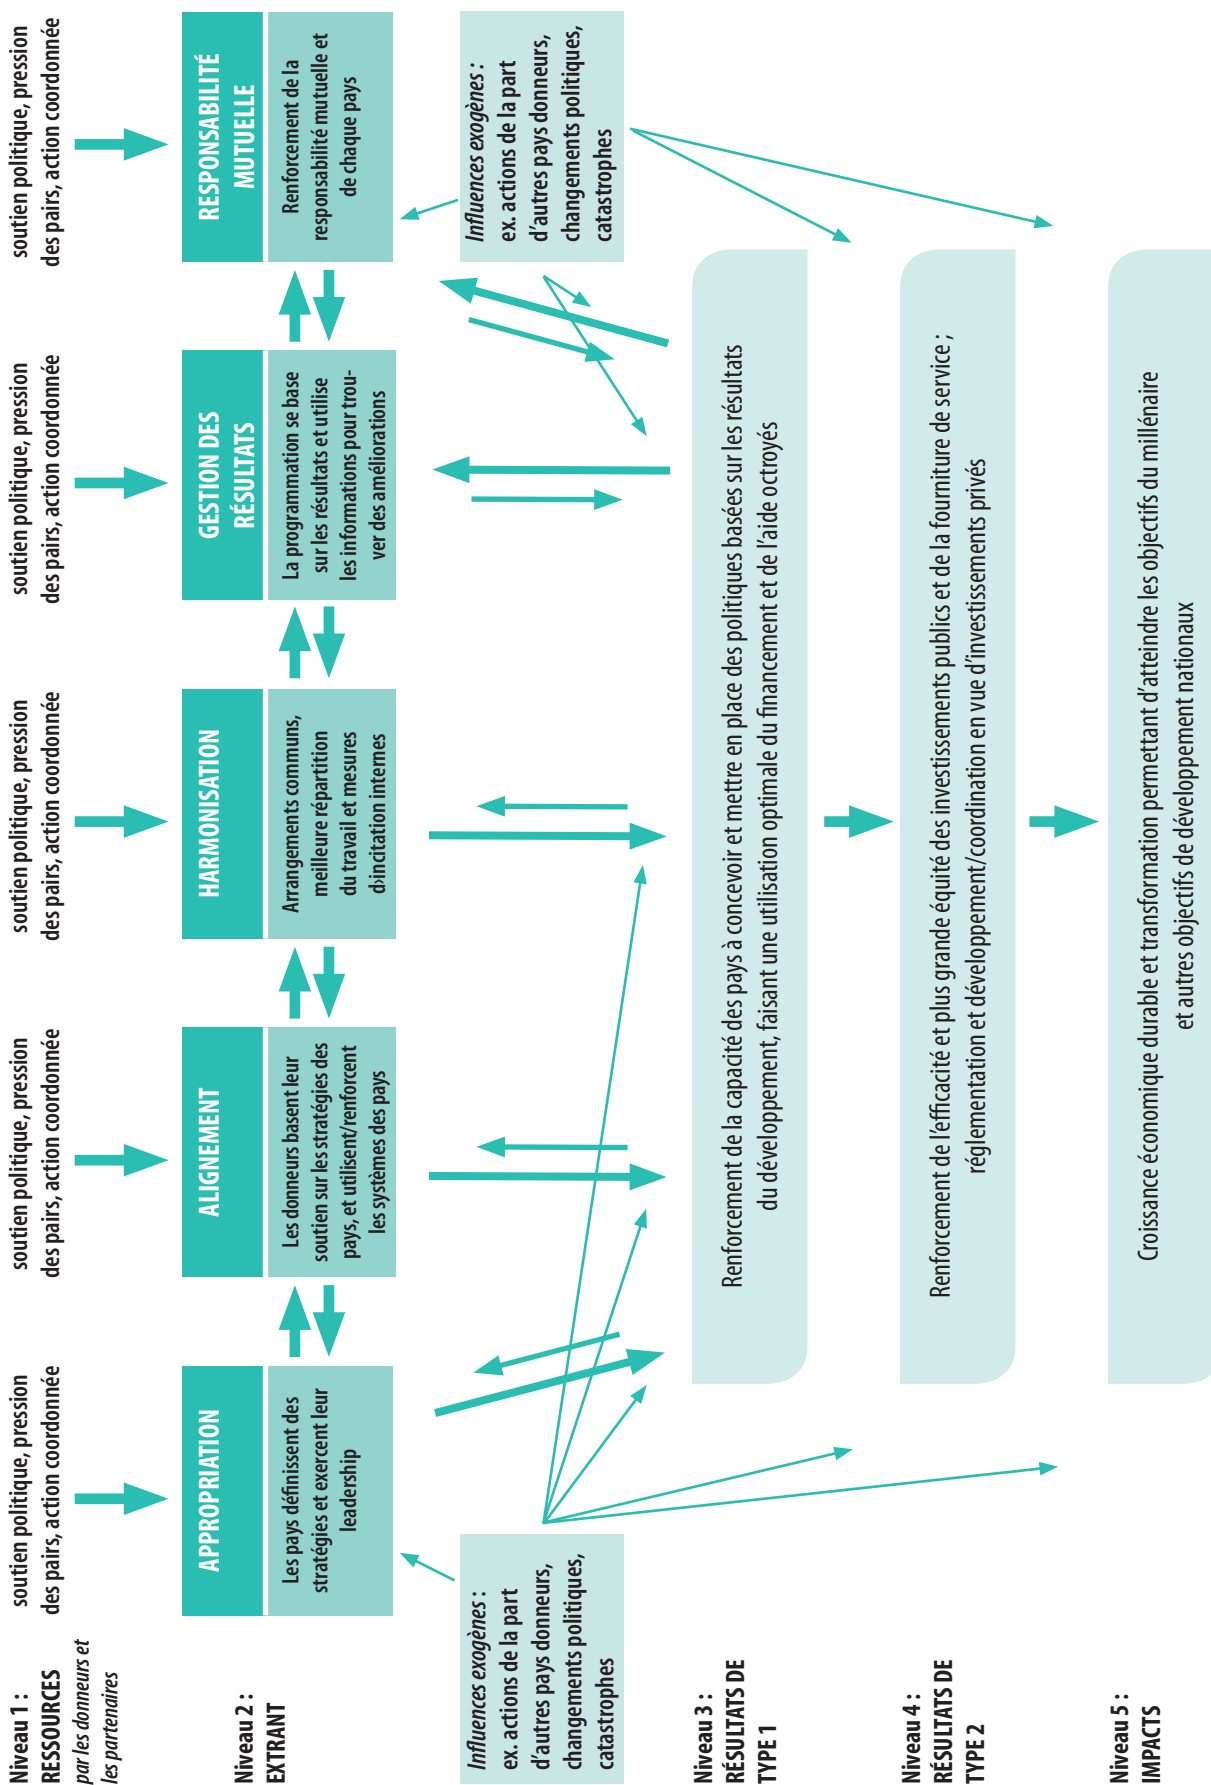 Niveau 1 :
RESSOURCES
par les donneurs et
les partenaires
soutien politique, pression
des pairs, action coordonnée
soutien politique, pression
des pairs, action coordonnée
soutien politique, pression
des pairs, action coordonnée
soutien politique, pression
des pairs, action coordonnée
soutien politique, pression
des pairs, action coordonnée
Niveau 2 :
EXTRANT
APPROPRIATION
Les pays définissent des
stratégies et exercent leur
leadership
ALIGNEMENT
Les donneurs basent leur
soutien sur les stratégies des
pays, et utilisent/renforcent
les systèmes des pays
HARMONISATION
Arrangements communs,
meilleure répartition
du travail et mesures
d›incitation internes
GESTION DES
RÉSULTATS
La programmation se base
sur les résultats et utilise
les informations pour trou-
ver des améliorations
RESPONSABILITÉ
MUTUELLE
Renforcement de la
responsabilité mutuelle et
de chaque pays
Influences exogènes :
ex. actions de la part
d'autres pays donneurs,
changements politiques,
catastrophes
Influences exogènes :
ex. actions de la part
d'autres pays donneurs,
changements politiques,
catastrophes
Niveau 3 :
RÉSULTATS DE
TYPE 1
Renforcement de la capacité des pays à concevoir et mettre en place des politiques basées sur les résultats
du développement, faisant une utilisation optimale du financement et de l'aide octroyés
Niveau 4 :
RÉSULTATS DE
TYPE 2
Renforcement de l'efficacité et plus grande équité des investissements publics et de la fourniture de service ;
réglementation et développement/coordination en vue d'investissements privés
Niveau 5 :
IMPACTS
Croissance économique durable et transformation permettant d'atteindre les objectifs du millénaire
et autres objectifs de développement nationaux